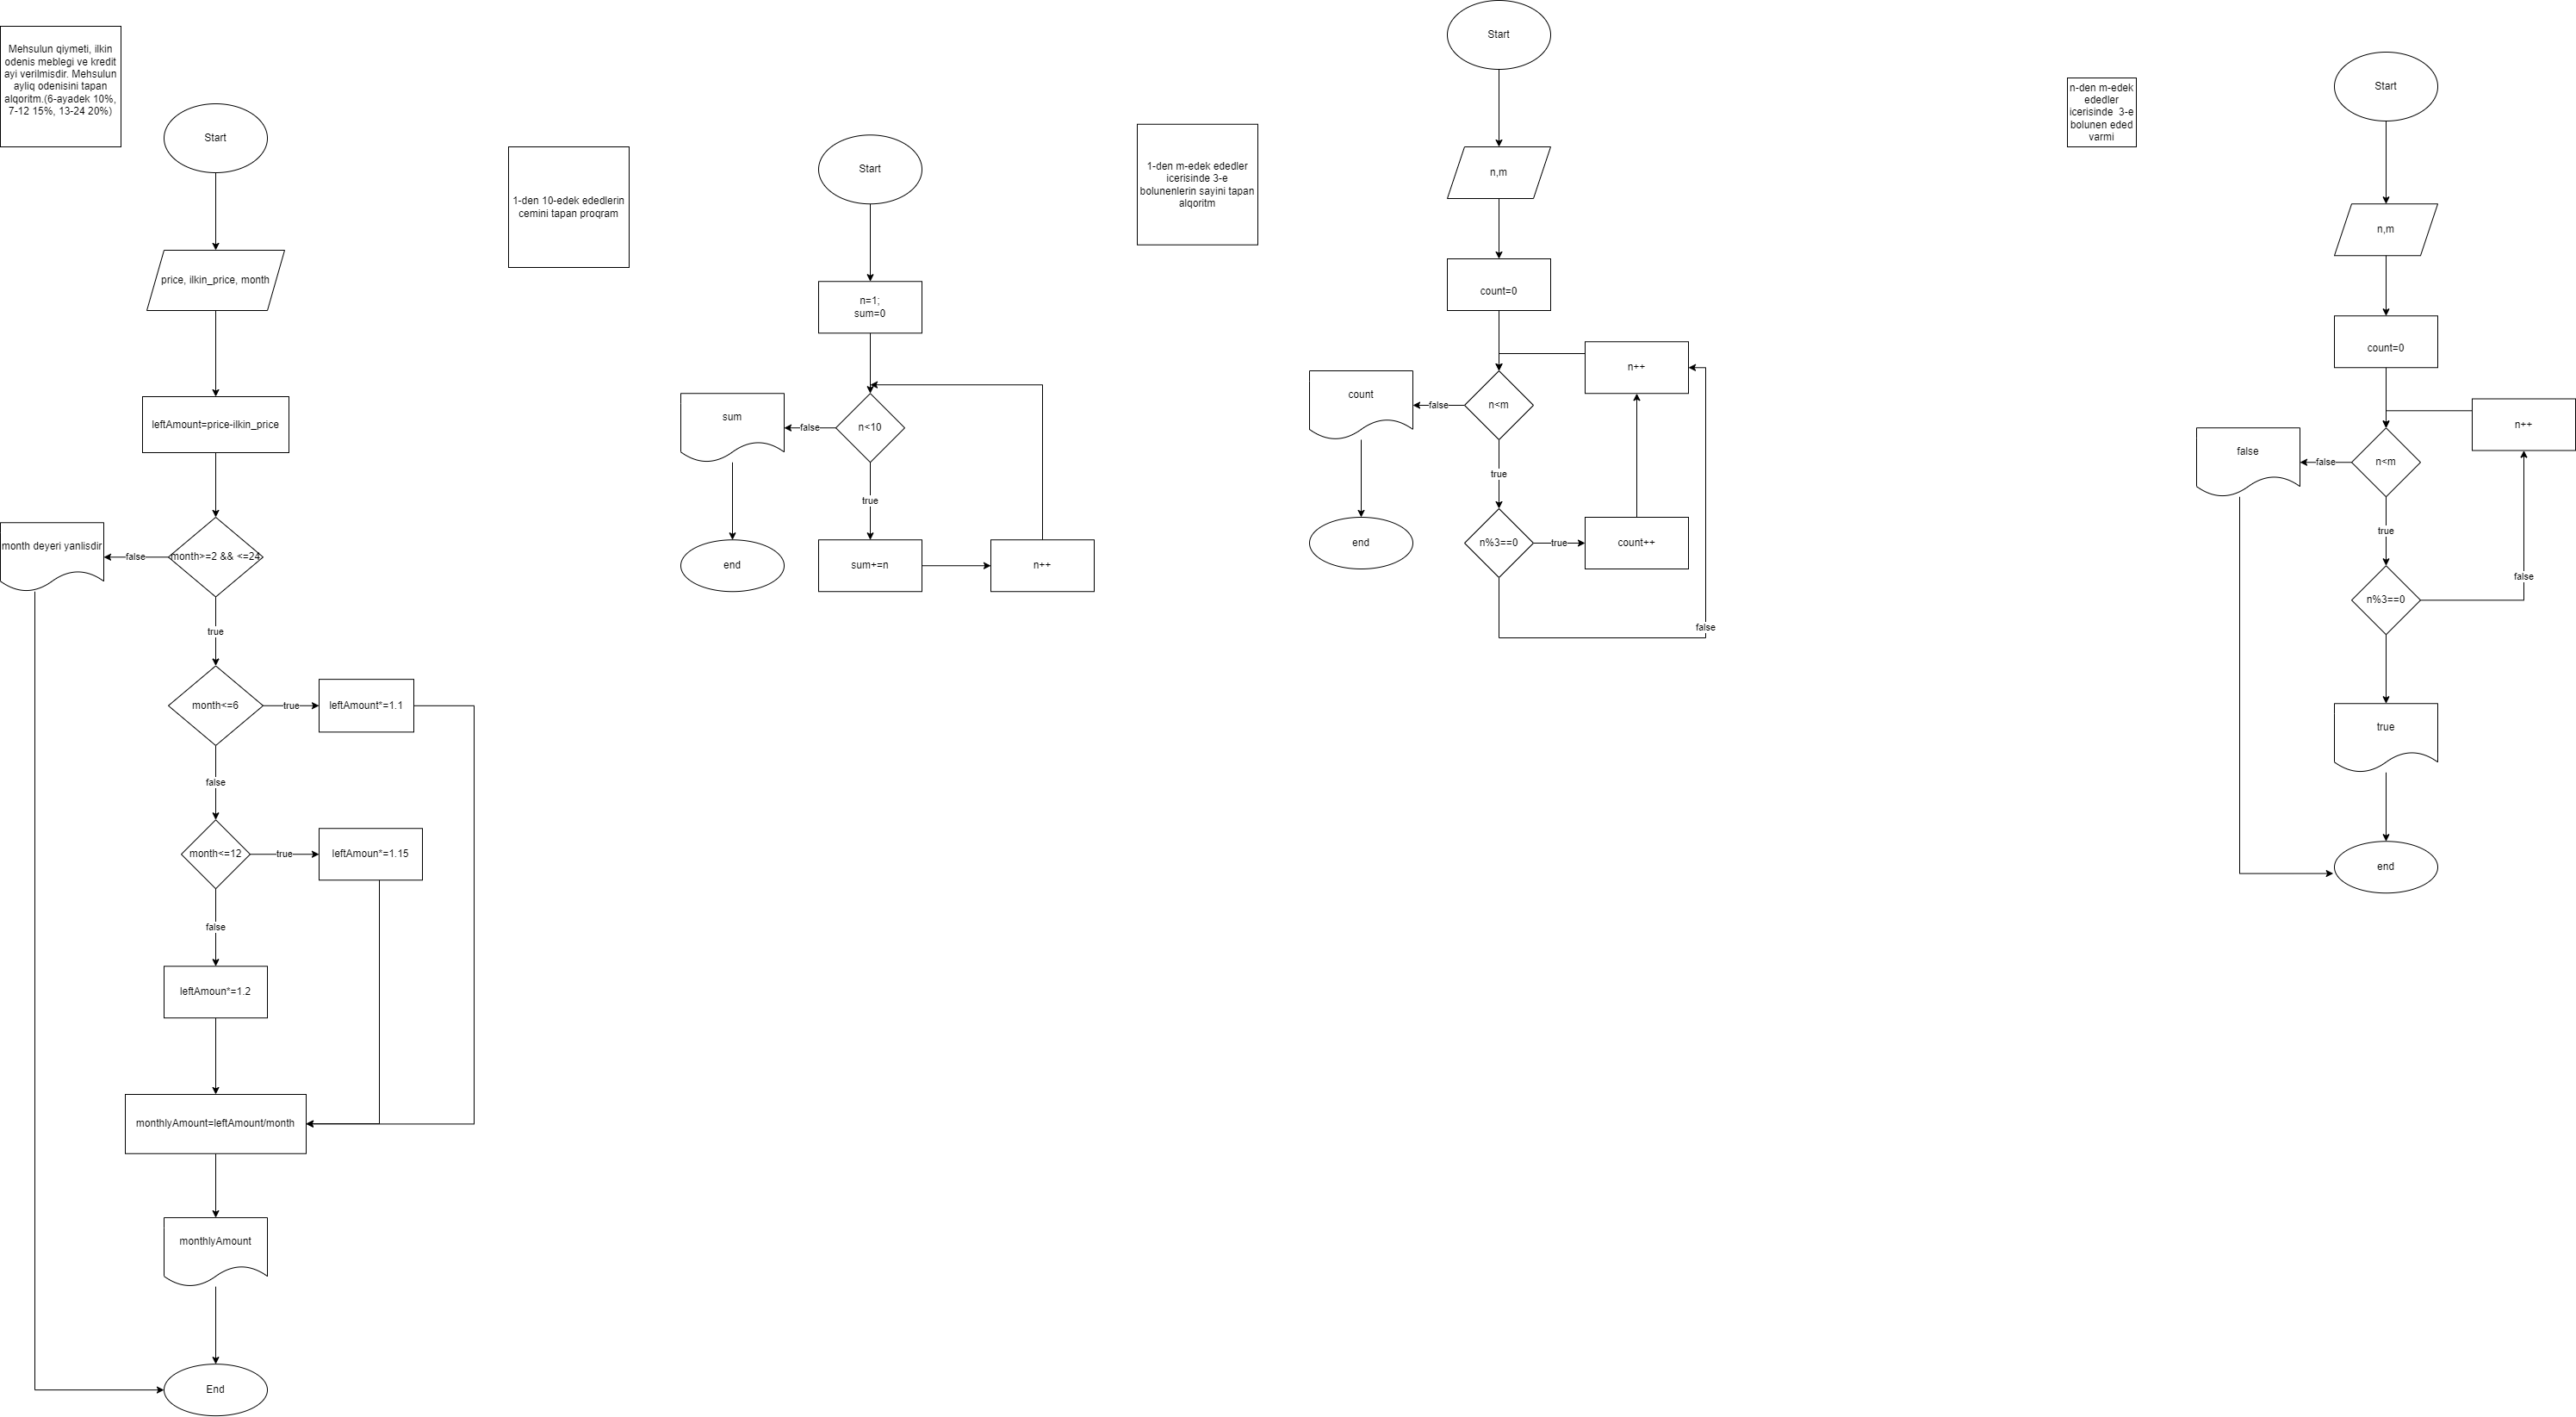 Mehsulun qiymeti, ilkin
odenis meblegi ve kredit
ayi verilmisdir. Mehsulun
ayliq odenisini tapan
alqoritm.(6-ayadek 10%,
7-12 15%, 13-24 20%)
Start
price, ilkin_price, month
leftAmount=price-ilkin_price
month>=2 && <=24
false
month deyeri yanlisdir
true
month<=6
true
leftAmount*=1.1
false
month<=12
true
leftAmoun*=1.15
false
leftAmoun*=1.2
monthlyAmount=leftAmount/month
monthlyAmount
End
1-den 10-edek ededlerin
cemini tapan proqram
Start
n=1;
sum=0
n<10
false
sum
end
true
sum+=n
n++
1-den m-edek ededler
icerisinde 3-e
bolunenlerin sayini tapan
alqoritm
Start
n,m
count=0
n++
n<m
false
count
end
true
n%3==0
true
count++
false
n-den m-edek
ededler
icerisinde 3-e
bolunen eded
varmi
Start
n,m
count=0
n++
n<m
false
false
true
n%3==0
false
true
end